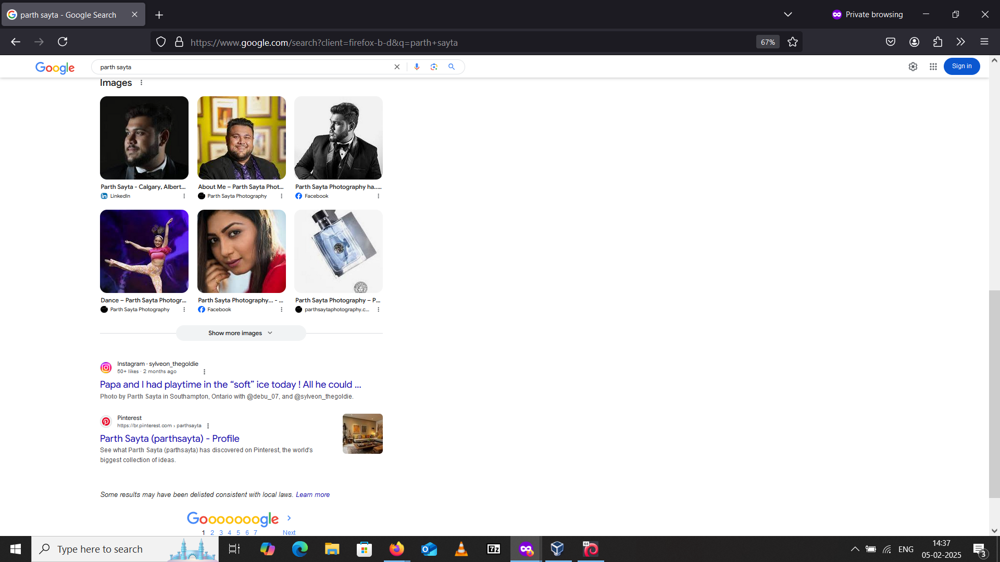 parth sayta - Google Search
Private browsing
https://www.google.com/search?client=firefox-b-d&q=parth+sayta
67%
Google
parth sayta
Sign in
Images
Parth Sayta - Calgary, Albert...
LinkedIn
About Me – Parth Sayta Phot...
Parth Sayta Photography
Parth Sayta Photography ha.....
Facebook
Dance – Parth Sayta Photogr...
Parth Sayta Photography
Parth Sayta Photography... - ...
Facebook
Parth Sayta Photography – P...
parthsaytaphotography.c...
Show more images
Instagram · sylveon_thegoldie
50+ likes · 2 months ago
Papa and I had playtime in the “soft” ice today ! All he could ...
Photo by Parth Sayta in Southampton, Ontario with @debu_07, and @sylveon_thegoldie.
Pinterest
https://br.pinterest.com › parthsayta
Parth Sayta (parthsayta) - Profile
See what Parth Sayta (parthsayta) has discovered on Pinterest, the world's
biggest collection of ideas.
Some results may have been delisted consistent with local laws. Learn more
Goooooooogle
1 2 3 4 5 6 7 Next
Type here to search
7z
64
ENG
14:37
05-02-2025
3